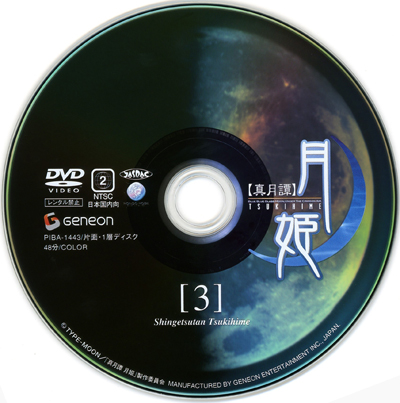 DVD
VIDEO
JASRAC
2
NTSC
日本国内向
レンタル禁止
GENEON
PIBA-1443/片面・1層ディスク
48分/COLOR
【真月譚】
TSUKIHIME
月姫
[3]
Shingetsutan Tsukihime
©TYPE-MOON/「真月譚 月姫」製作委員会 MANUFACTURED BY GENEON ENTERTAINMENT INC. JAPAN.